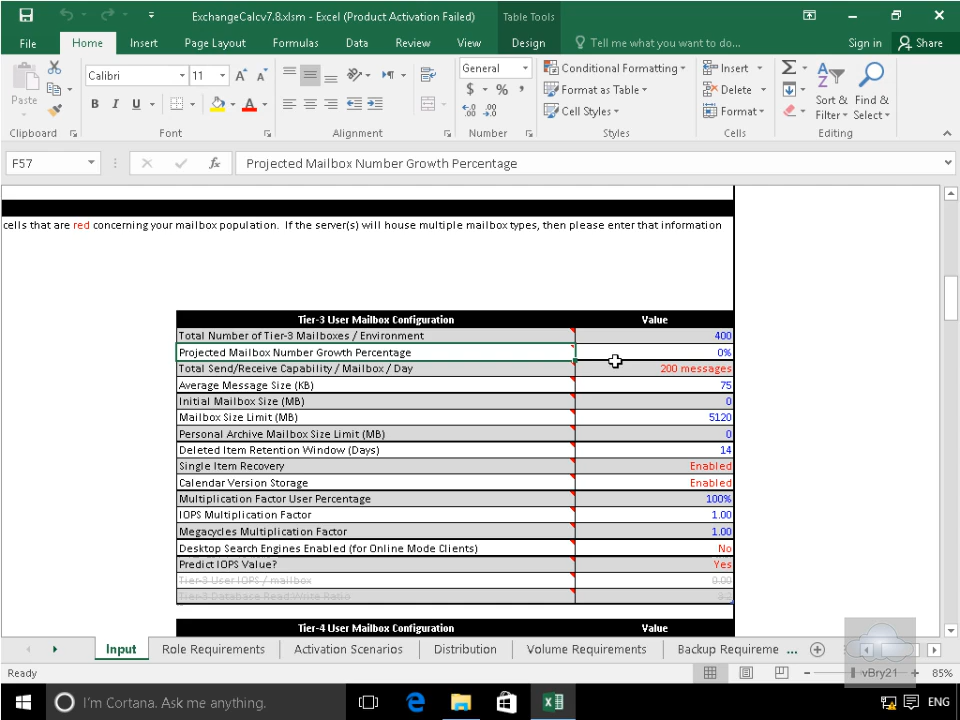 ExchangeCalcv7.8.xlsm - Excel (Product Activation Failed)
Table Tools
File
Home
Insert
Page Layout
Formulas
Data
Review
View
Design
Tell me what you want to do...
Sign in
Share
Paste
Calibri
11
B I U
General
$ % ,
Conditional Formatting
Format as Table
Cell Styles
Insert
Delete
Format
Sort & Filter
Find & Select
Clipboard
Font
Alignment
Number
Styles
Cells
Editing
F57
fx
Projected Mailbox Number Growth Percentage
cells that are red concerning your mailbox population. If the server(s) will house multiple mailbox types, then please enter that information
Tier-3 User Mailbox Configuration Value
Total Number of Tier-3 Mailboxes / Environment 400
Projected Mailbox Number Growth Percentage 0%
Total Send/Receive Capability / Mailbox / Day 200 messages
Average Message Size (KB) 75
Initial Mailbox Size (MB) 0
Mailbox Size Limit (MB) 5120
Personal Archive Mailbox Size Limit (MB) 0
Deleted Item Retention Window (Days) 14
Single Item Recovery Enabled
Calendar Version Storage Enabled
Multiplication Factor User Percentage 100%
IOPS Multiplication Factor 1.00
Megacycles Multiplication Factor 1.00
Desktop Search Engines Enabled (for Online Mode Clients) No
Predict IOPS Value? Yes
Tier-3 User IOPS / mailbox 0.00
Tier-3 Database Read:Write Ratio 3:2
Tier-4 User Mailbox Configuration Value
Input
Role Requirements
Activation Scenarios
Distribution
Volume Requirements
Backup Requireme ...
Ready
vBry21
85%
I'm Cortana. Ask me anything.
ENG